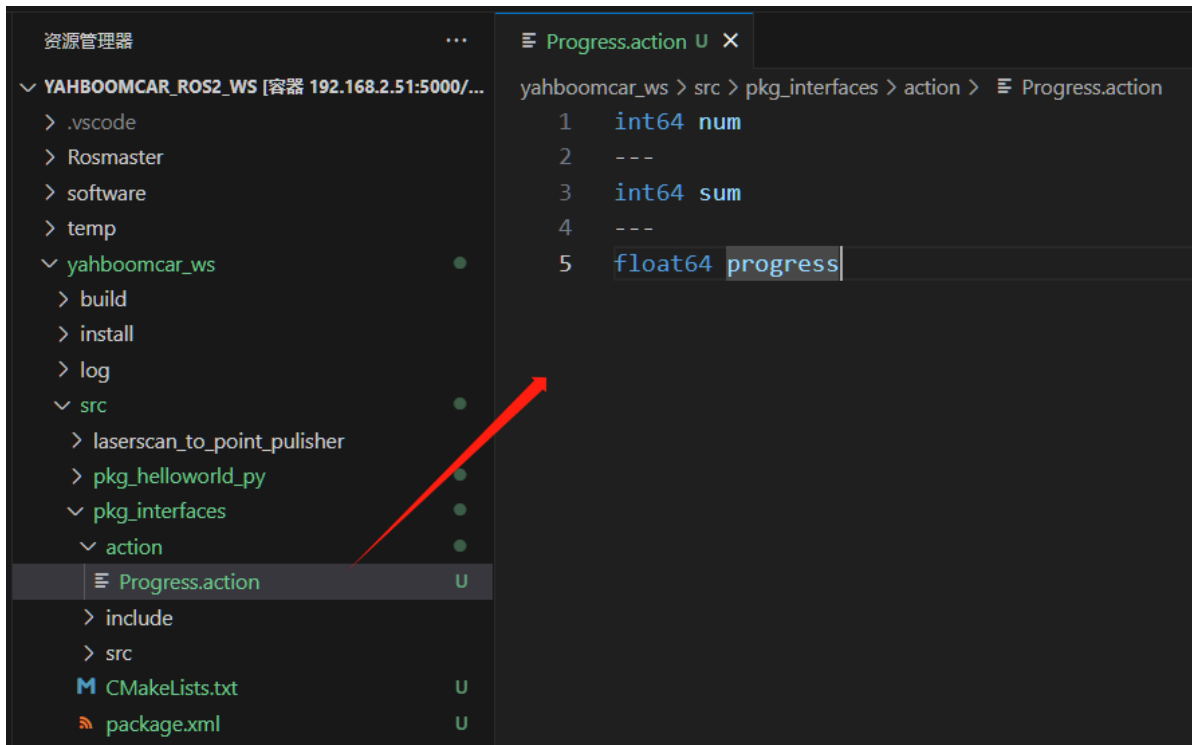 资源管理器
YAHBOOMCAR_ROS2_WS [容器 192.168.2.51:5000/...
.vscode
Rosmaster
software
temp
yahboomcar_ws
build
install
log
src
laserscan_to_point_pulisher
pkg_helloworld_py
pkg_interfaces
action
Progress.action U
include
src
CMakeLists.txt U
package.xml U
Progress.action U
yahboomcar_ws > src > pkg_interfaces > action > Progress.action
1 int64 num
2 ---
3 int64 sum
4 ---
5 float64 progress